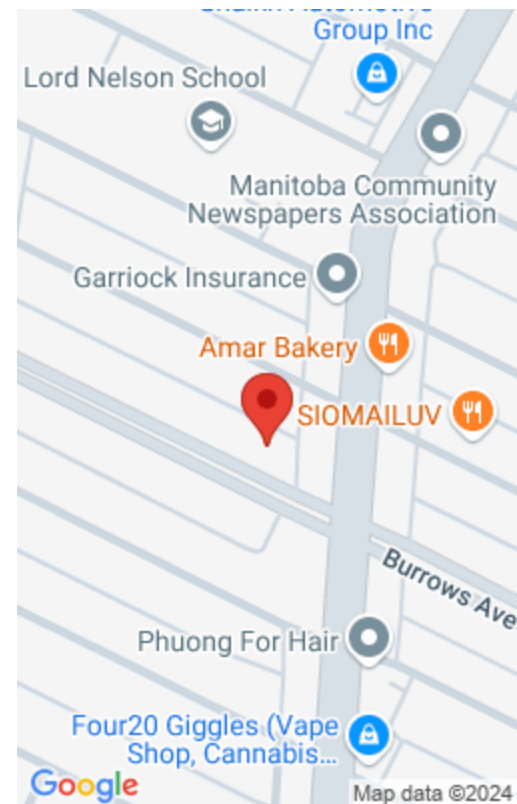 Group Inc
Lord Nelson School
Manitoba Community
Newspapers Association
Garriock Insurance
Amar Bakery
SIOMAILUV
Burrows Ave
Phuong For Hair
Four20 Giggles (Vape
Shop, Cannabis...
Google
Map data ©2024